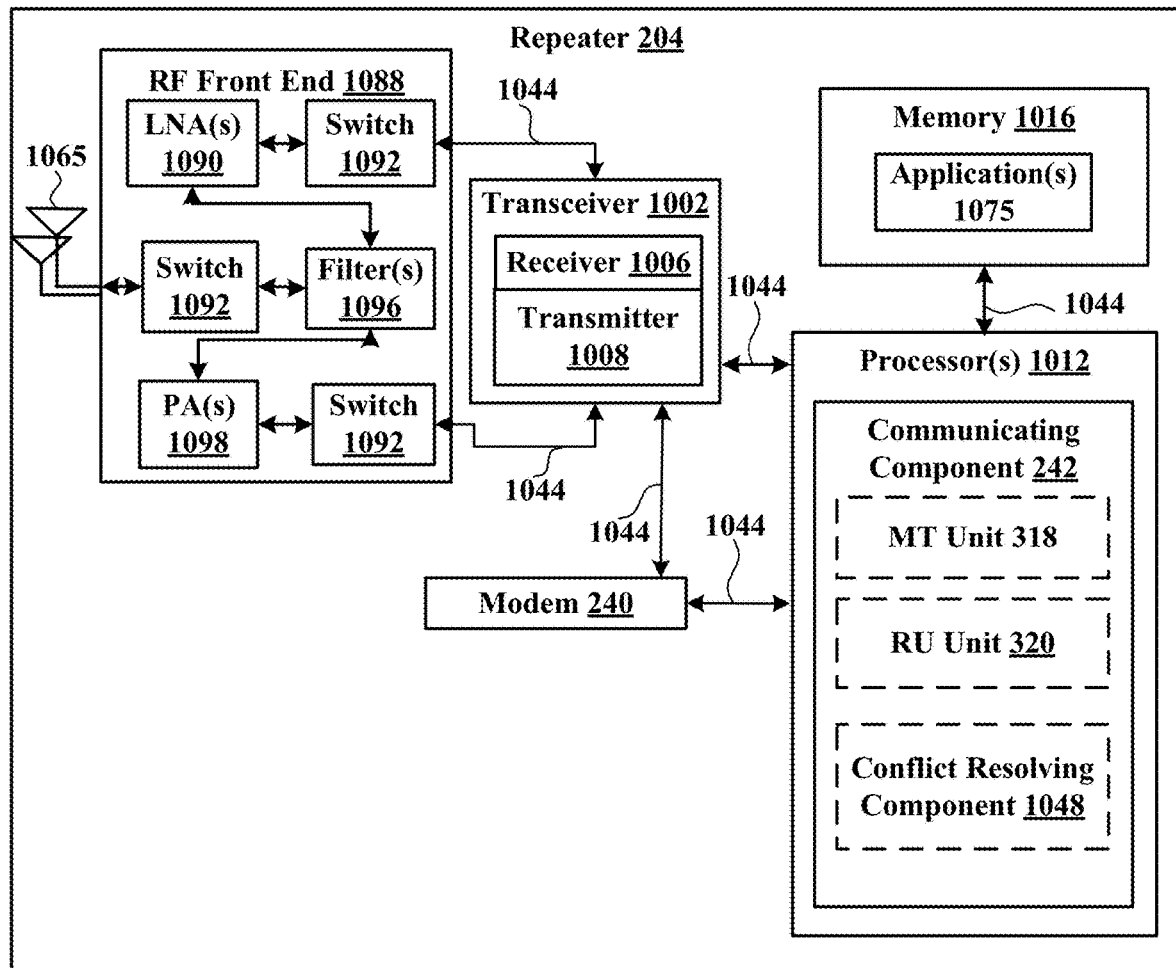 Repeater 204
RF Front End 1088
LNA(s)
1090
Switch
1092
1044
1065
Switch
1092
Filter(s)
1096
PA(s)
1098
Switch
1092
1044
Transceiver 1002
Receiver 1006
Transmitter
1008
1044
Memory 1016
Application(s)
1075
1044
Processor(s) 1012
Communicating
Component 242
MT Unit 318
RU Unit 320
Conflict Resolving
Component 1048
1044
1044
Modem 240